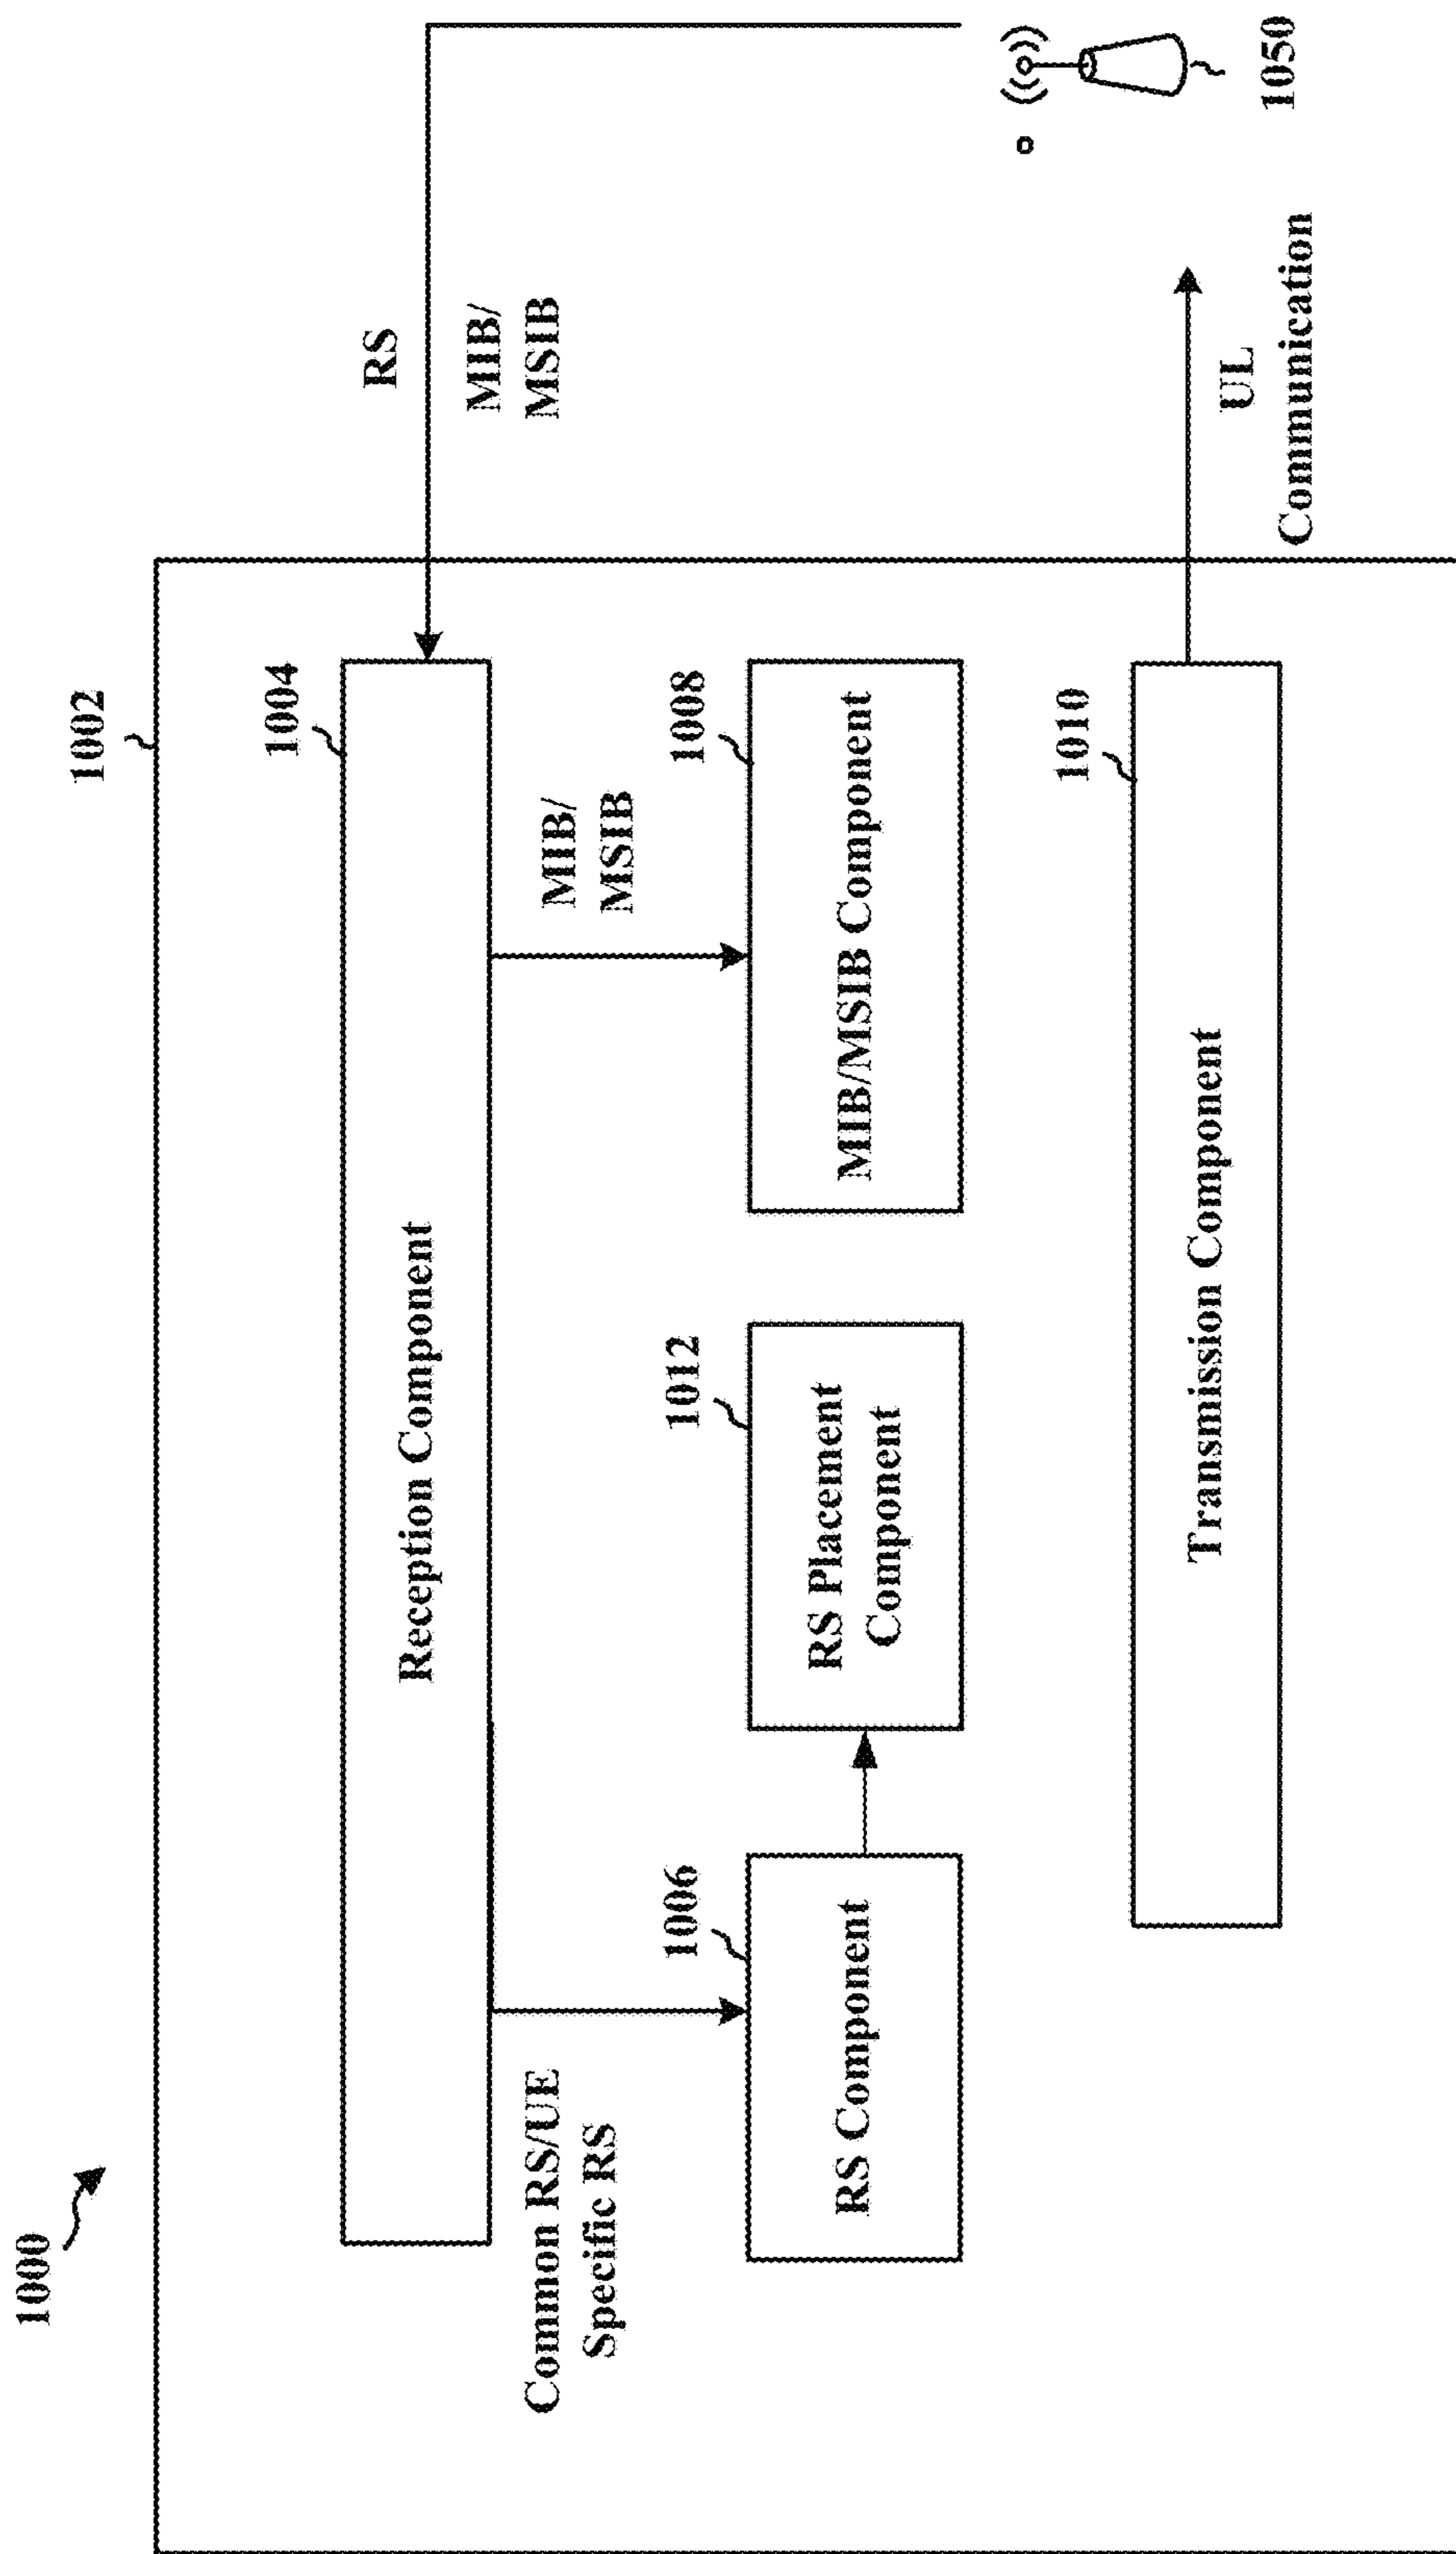 1000
1002
1004
Reception Component
RS
MIB/
MSIB
Common RS/UE
Specific RS
MIB/
MSIB
1006
RS Component
1012
RS Placement
Component
1008
MIB/MSIB Component
1010
Transmission Component
UL
Communication
1050